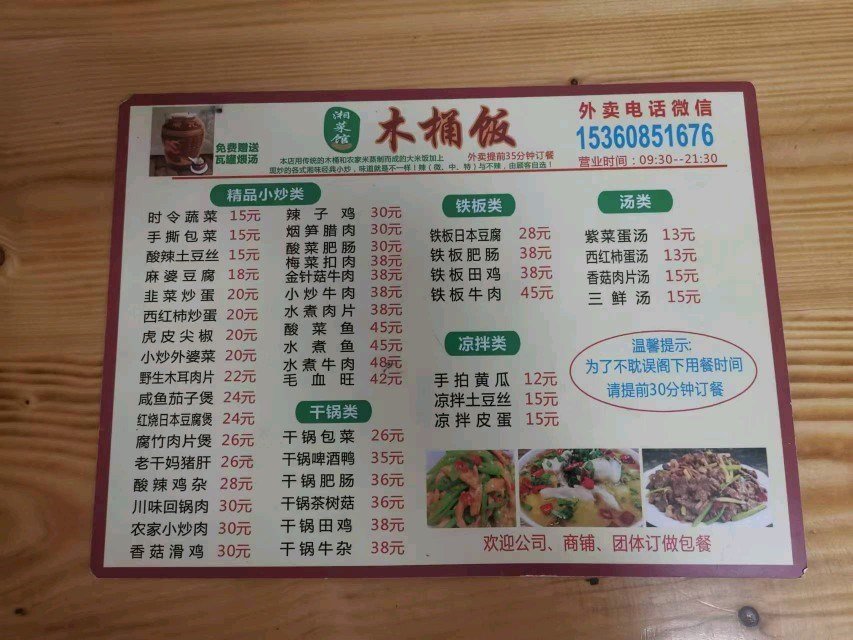 湘菜馆
木桶饭
外卖电话微信
15360851676
营业时间：09:30--21:30
免费赠送
瓦罐烟汤
外卖提前35分钟订餐
本店用传统的木桶和农家米蒸制而成的大米饭加上
现炒的各式湘味经典小炒，味道就是不一样！辣（微、中、特）与不辣，由顾客自选！
精品小炒类
时令蔬菜 15元
手撕包菜 15元
酸辣土豆丝 15元
麻婆豆腐 18元
韭菜炒蛋 20元
西红柿炒蛋 20元
虎皮尖椒 20元
小炒外婆菜 20元
野生木耳肉片 22元
咸鱼茄子煲 24元
红烧日本豆腐煲 24元
腐竹肉片煲 26元
老干妈猪肝 26元
酸辣鸡杂 28元
川味回锅肉 30元
农家小炒肉 30元
香菇滑鸡 30元
辣子鸡 30元
烟笋腊肉 30元
酸菜肥肠 30元
梅菜扣肉 38元
金针菇牛肉 38元
小炒牛肉 38元
水煮肉片 38元
酸菜鱼 45元
水煮鱼 45元
水煮牛肉 48元
毛血旺 42元
干锅类
干锅包菜 26元
干锅啤酒鸭 35元
干锅肥肠 36元
干锅茶树菇 36元
干锅田鸡 38元
干锅牛杂 38元
铁板类
铁板日本豆腐 28元
铁板肥肠 38元
铁板田鸡 38元
铁板牛肉 45元
凉拌类
手拍黄瓜 12元
凉拌土豆丝 15元
凉拌皮蛋 15元
汤类
紫菜蛋汤 13元
西红柿蛋汤 13元
香菇肉片汤 15元
三鲜汤 15元
温馨提示:
为了不耽误阁下用餐时间
请提前30分钟订餐
欢迎公司、商铺、团体订做包餐